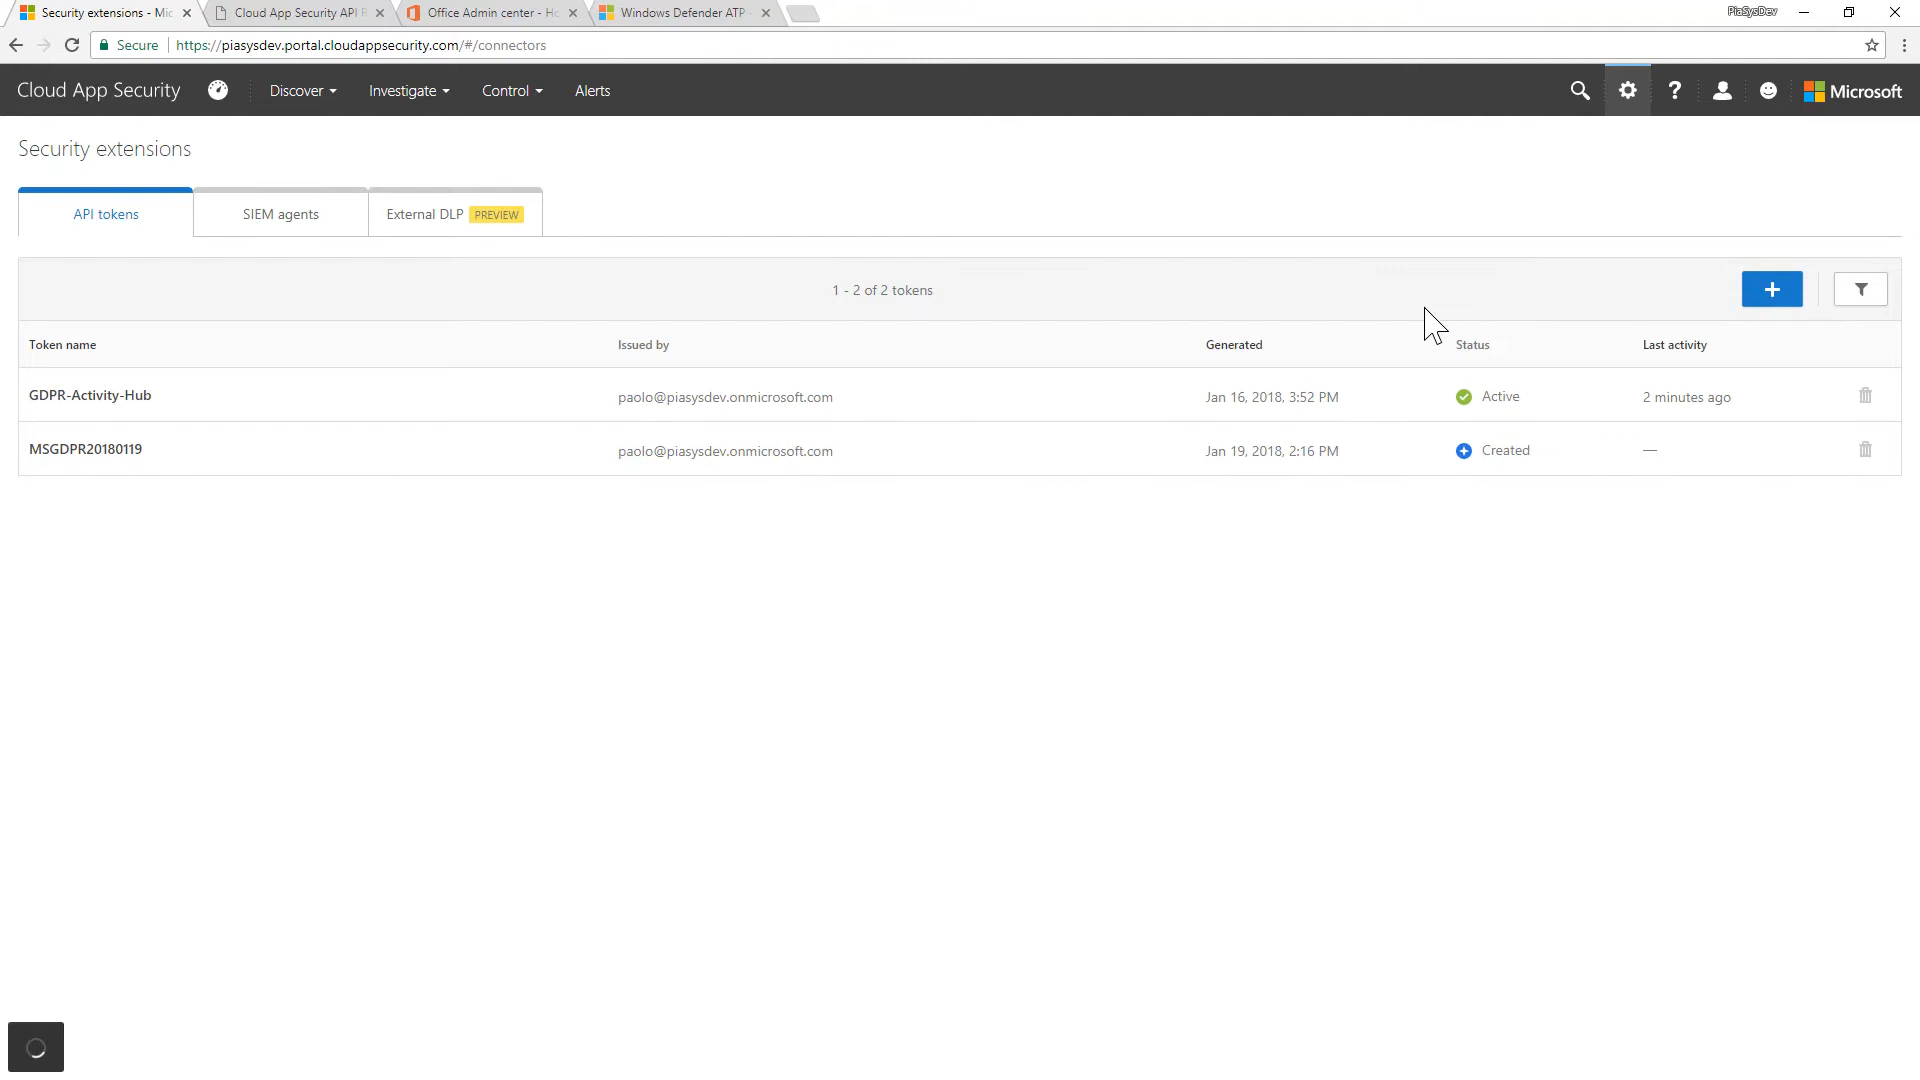 Security extensions - Mic
Cloud App Security API R
Office Admin center - Ho
Windows Defender ATP -
PiaSysDev
Secure
https://piasysdev.portal.cloudappsecurity.com/#/connectors
Cloud App Security
Discover
Investigate
Control
Alerts
?
Microsoft
Security extensions
API tokens
SIEM agents
External DLP PREVIEW
1 - 2 of 2 tokens
Token name Issued by Generated Status Last activity
GDPR-Activity-Hub paolo@piasysdev.onmicrosoft.com Jan 16, 2018, 3:52 PM Active 2 minutes ago
MSGDPR20180119 paolo@piasysdev.onmicrosoft.com Jan 19, 2018, 2:16 PM Created —